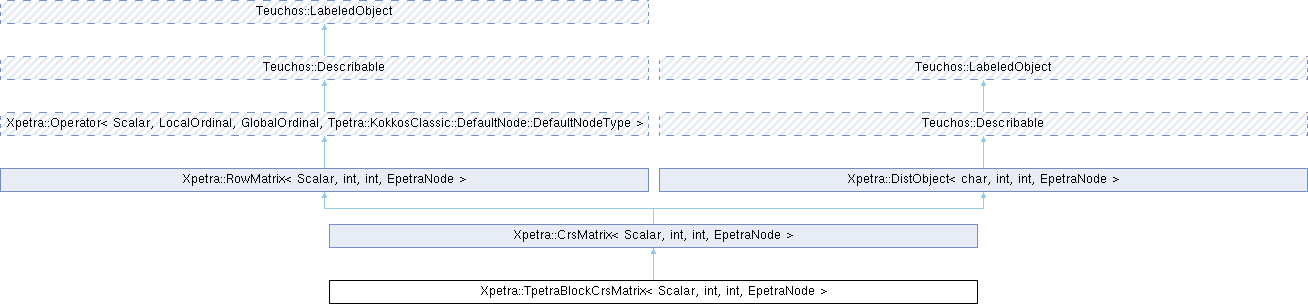 Teuchos::LabeledObject
Teuchos::Describable
Teuchos::LabeledObject
Xpetra::Operator< Scalar, LocalOrdinal, GlobalOrdinal, Tpetra::KokkosClassic::DefaultNode::DefaultNodeType >
Teuchos::Describable
Xpetra::RowMatrix< Scalar, int, int, EpetraNode >
Xpetra::DistObject< char, int, int, EpetraNode >
Xpetra::CrsMatrix< Scalar, int, int, EpetraNode >
Xpetra::TpetraBlockCrsMatrix< Scalar, int, int, EpetraNode >